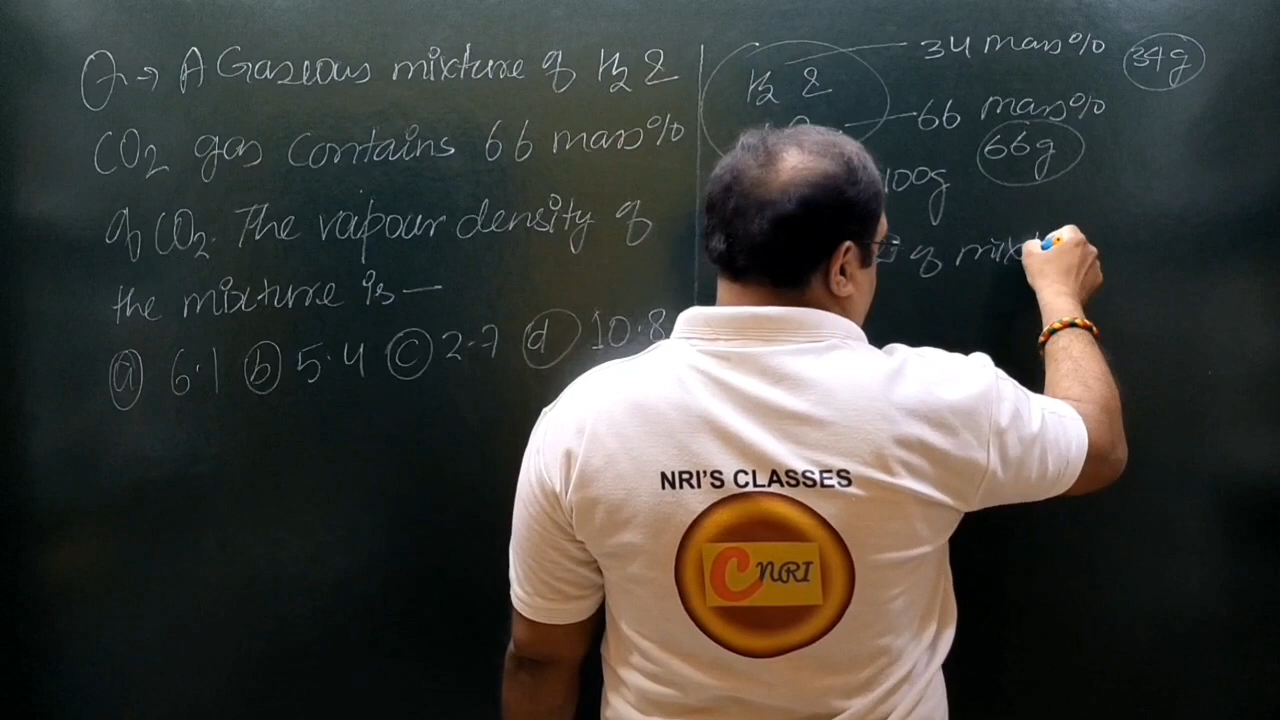 Q → A Gaseous mixture of H2 &
CO2 gas contains 66 mass%
of CO2. The vapour density of
the mixture is —
(a) 6.1 (b) 5.4 (c) 2.7 (d) 10.8
H2 & — 34 mass% 34g
— 66 mass%
66g
100g
of mixt
NRI'S CLASSES
C NRI